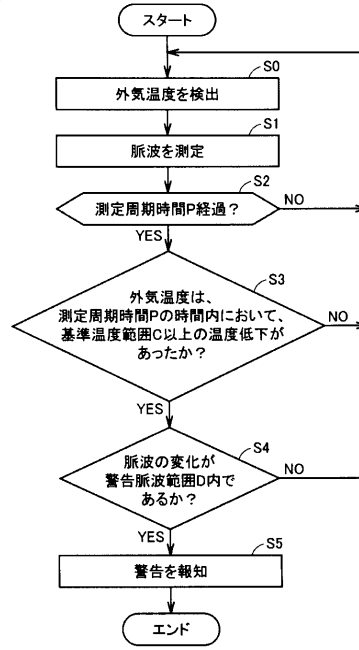 スタート
S0
外気温度を検出
S1
脈波を測定
S2
測定周期時間P経過？
NO
YES
S3
外気温度は、
測定周期時間Pの時間内において、
基準温度範囲C以上の温度低下が
あったか？
NO
YES
S4
脈波の変化が
警告脈波範囲D内で
あるか？
NO
YES
S5
警告を報知
エンド